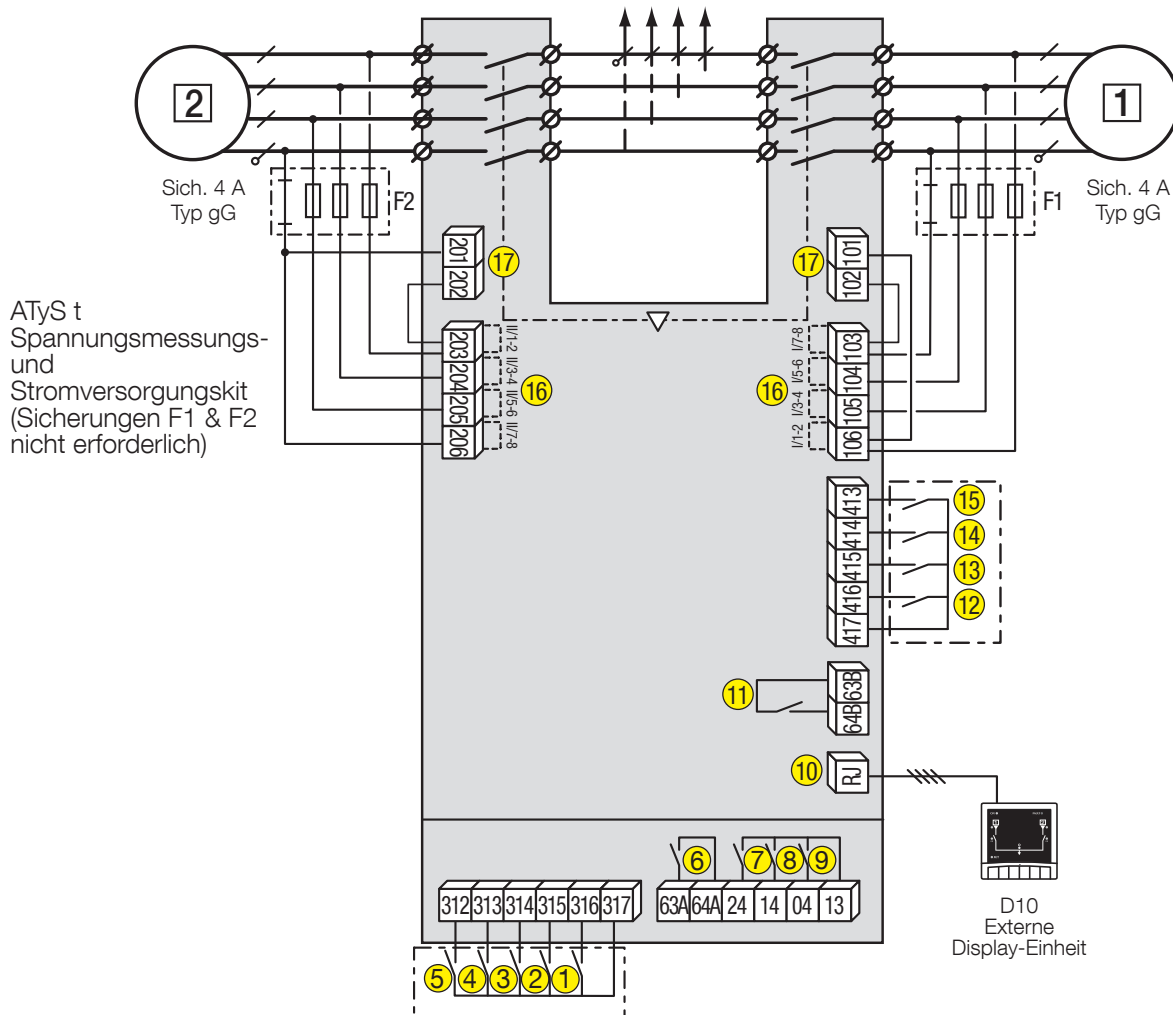 2
1
Sich. 4 A
Typ gG
F2
F1
Sich. 4 A
Typ gG
201
202
17
17
101
102
ATyS t
Spannungsmessungs-
und
Stromversorgungskit
(Sicherungen F1 & F2
nicht erforderlich)
203
204
205
206
II/1-2
II/3-4
II/5-6
II/7-8
16
16
I/7-8
I/5-6
I/3-4
I/1-2
103
104
105
106
413
414
415
416
417
15
14
13
12
11
63B
64B
10
RJ
6
7
8
9
312 313 314 315 316 317
63A 64A 24 14 04 13
5 4 3 2 1
D10
Externe
Display-Einheit